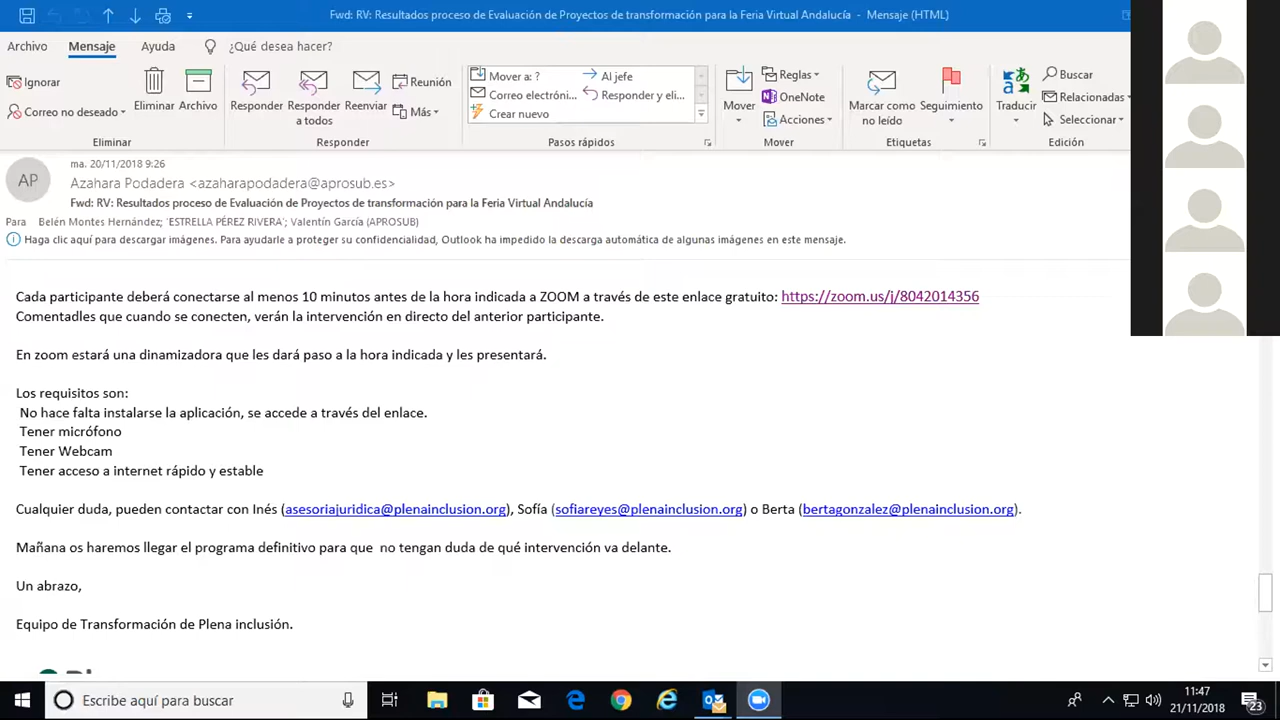 Fwd: RV: Resultados proceso de Evaluación de Proyectos de transformación para la Feria Virtual Andalucía - Mensaje (HTML)
Archivo Mensaje Ayuda ¿Qué desea hacer?
Ignorar
Correo no deseado
Eliminar
Archivo
Eliminar
Responder
Responder a todos
Reenviar
Reunión
Más
Responder
Mover a: ?
Al jefe
Correo electróni...
Responder y eli...
Crear nuevo
Pasos rápidos
Mover
Reglas
OneNote
Acciones
Mover
Marcar como no leído
Seguimiento
Etiquetas
Traducir
Buscar
Relacionadas
Seleccionar
Edición
AP
ma. 20/11/2018 9:26
Azahara Podadera <azaharapodadera@aprosub.es>
Fwd: RV: Resultados proceso de Evaluación de Proyectos de transformación para la Feria Virtual Andalucía
Para Belén Montes Hernández; 'ESTRELLA PÉREZ RIVERA'; Valentín García (APROSUB)
Haga clic aquí para descargar imágenes. Para ayudarle a proteger su confidencialidad, Outlook ha impedido la descarga automática de algunas imágenes en este mensaje.
Cada participante deberá conectarse al menos 10 minutos antes de la hora indicada a ZOOM a través de este enlace gratuito: https://zoom.us/j/8042014356
Comentadles que cuando se conecten, verán la intervención en directo del anterior participante.
En zoom estará una dinamizadora que les dará paso a la hora indicada y les presentará.
Los requisitos son:
No hace falta instalarse la aplicación, se accede a través del enlace.
Tener micrófono
Tener Webcam
Tener acceso a internet rápido y estable
Cualquier duda, pueden contactar con Inés (asesoriajuridica@plenainclusion.org), Sofía (sofiareyes@plenainclusion.org) o Berta (bertagonzalez@plenainclusion.org).
Mañana os haremos llegar el programa definitivo para que no tengan duda de qué intervención va delante.
Un abrazo,
Equipo de Transformación de Plena inclusión.
Escribe aquí para buscar
11:47
21/11/2018
23